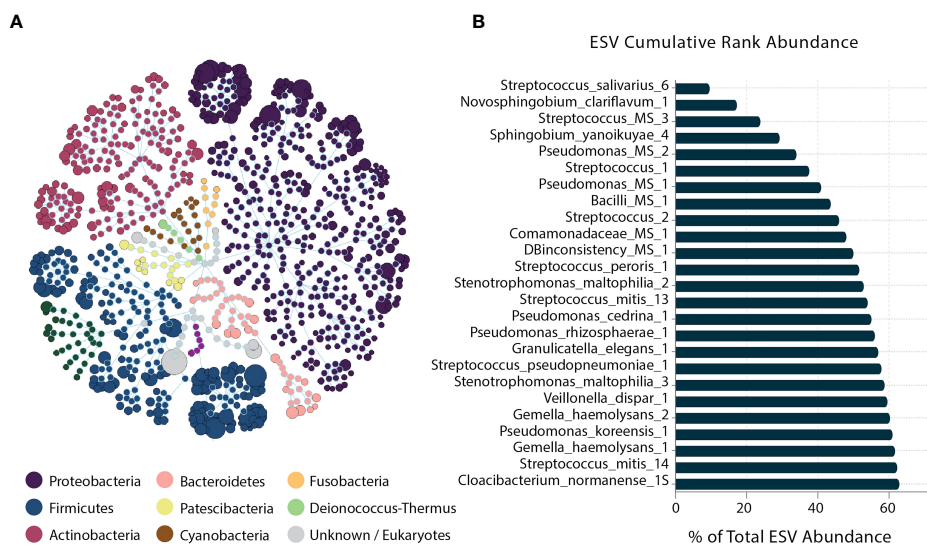 A
B
ESV Cumulative Rank Abundance
Streptococcus_salivarius_6
Novosphingobium_clariflavum_1
Streptococcus_MS_3
Sphingobium_yanoikuyae_4
Pseudomonas_MS_2
Streptococcus_1
Pseudomonas_MS_1
Bacilli_MS_1
Streptococcus_2
Comamonadaceae_MS_1
DBinconsistency_MS_1
Streptococcus_peroris_1
Stenotrophomonas_maltophilia_2
Streptococcus_mitis_13
Pseudomonas_cedrina_1
Pseudomonas_rhizosphaerae_1
Granulicatella_elegans_1
Streptococcus_pseudopneumoniae_1
Stenotrophomonas_maltophilia_3
Veillonella_dispar_1
Gemella_haemolysans_2
Pseudomonas_koreensis_1
Gemella_haemolysans_1
Streptococcus_mitis_14
Cloacibacterium_normanense_1S
0 20 40 60
% of Total ESV Abundance
Proteobacteria
Firmicutes
Actinobacteria
Bacteroidetes
Patescibacteria
Cyanobacteria
Fusobacteria
Deionococcus-Thermus
Unknown / Eukaryotes